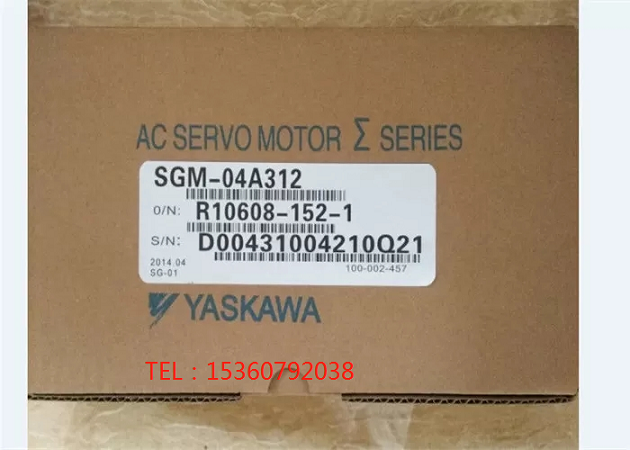 AC SERVO MOTOR Σ SERIES
SGM-04A312
O/N: R10608-152-1
S/N: D00431004210Q21
2014.04
SG-01 100-002-457
YASKAWA
TEL：15360792038